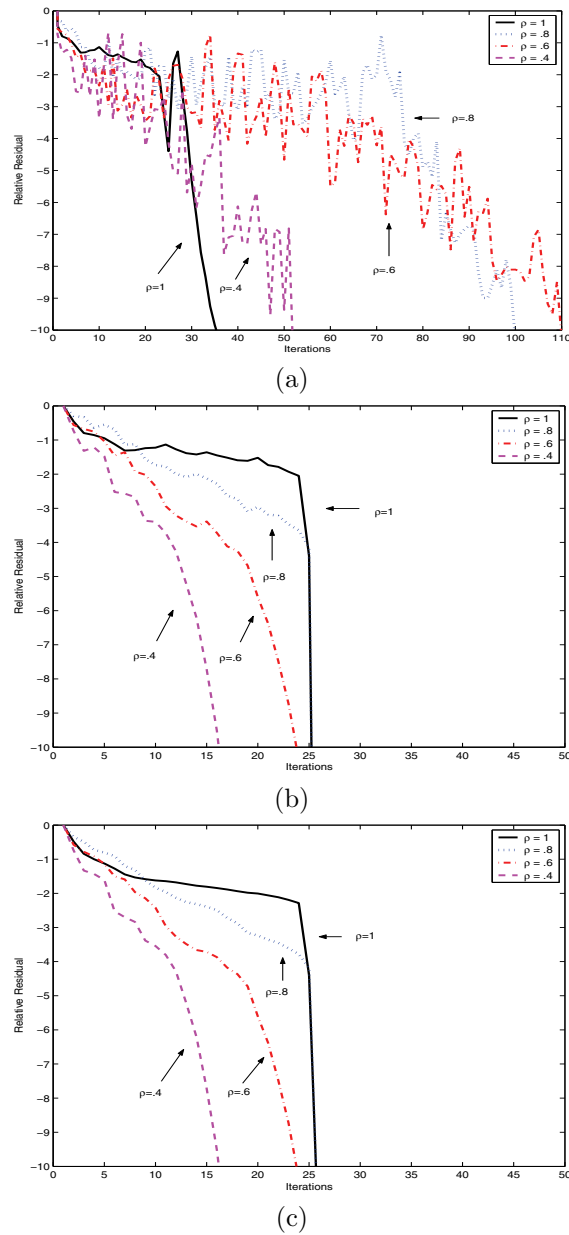 0
-1
-2
-3
-4
-5
-6
-7
-8
-9
-10
Relative Residual
ρ = 1
ρ = .8
ρ = .6
ρ = .4
ρ=.8
ρ=.6
ρ=.4
ρ=1
0 10 20 30 40 50 60 70 80 90 100 110
Iterations
(a)
0
-1
-2
-3
-4
-5
-6
-7
-8
-9
-10
Relative Residual
ρ = 1
ρ = .8
ρ = .6
ρ = .4
ρ=1
ρ=.8
ρ=.4
ρ=.6
0 5 10 15 20 25 30 35 40 45 50
Iterations
(b)
0
-1
-2
-3
-4
-5
-6
-7
-8
-9
-10
Relative Residual
ρ = 1
ρ = .8
ρ = .6
ρ = .4
ρ=1
ρ=.8
ρ=.4
ρ=.6
0 5 10 15 20 25 30 35 40 45 50
Iterations
(c)